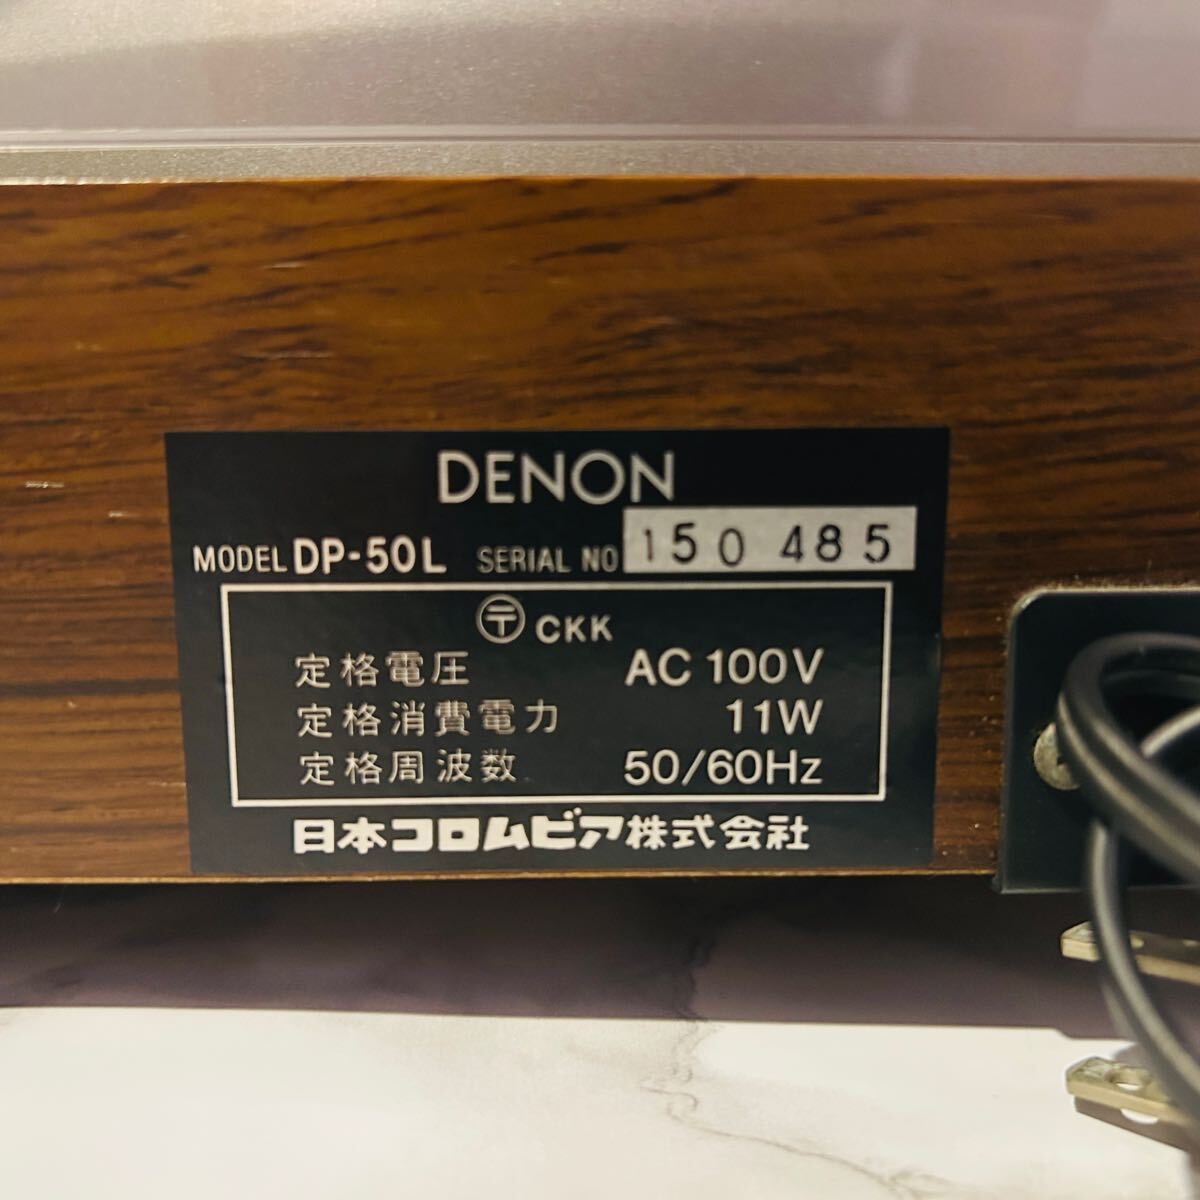 DENON
MODEL DP-50L SERIAL NO 150 485
〒 CKK
定格電圧 AC 100V
定格消費電力 11W
定格周波数 50/60Hz
日本コロムビア株式会社